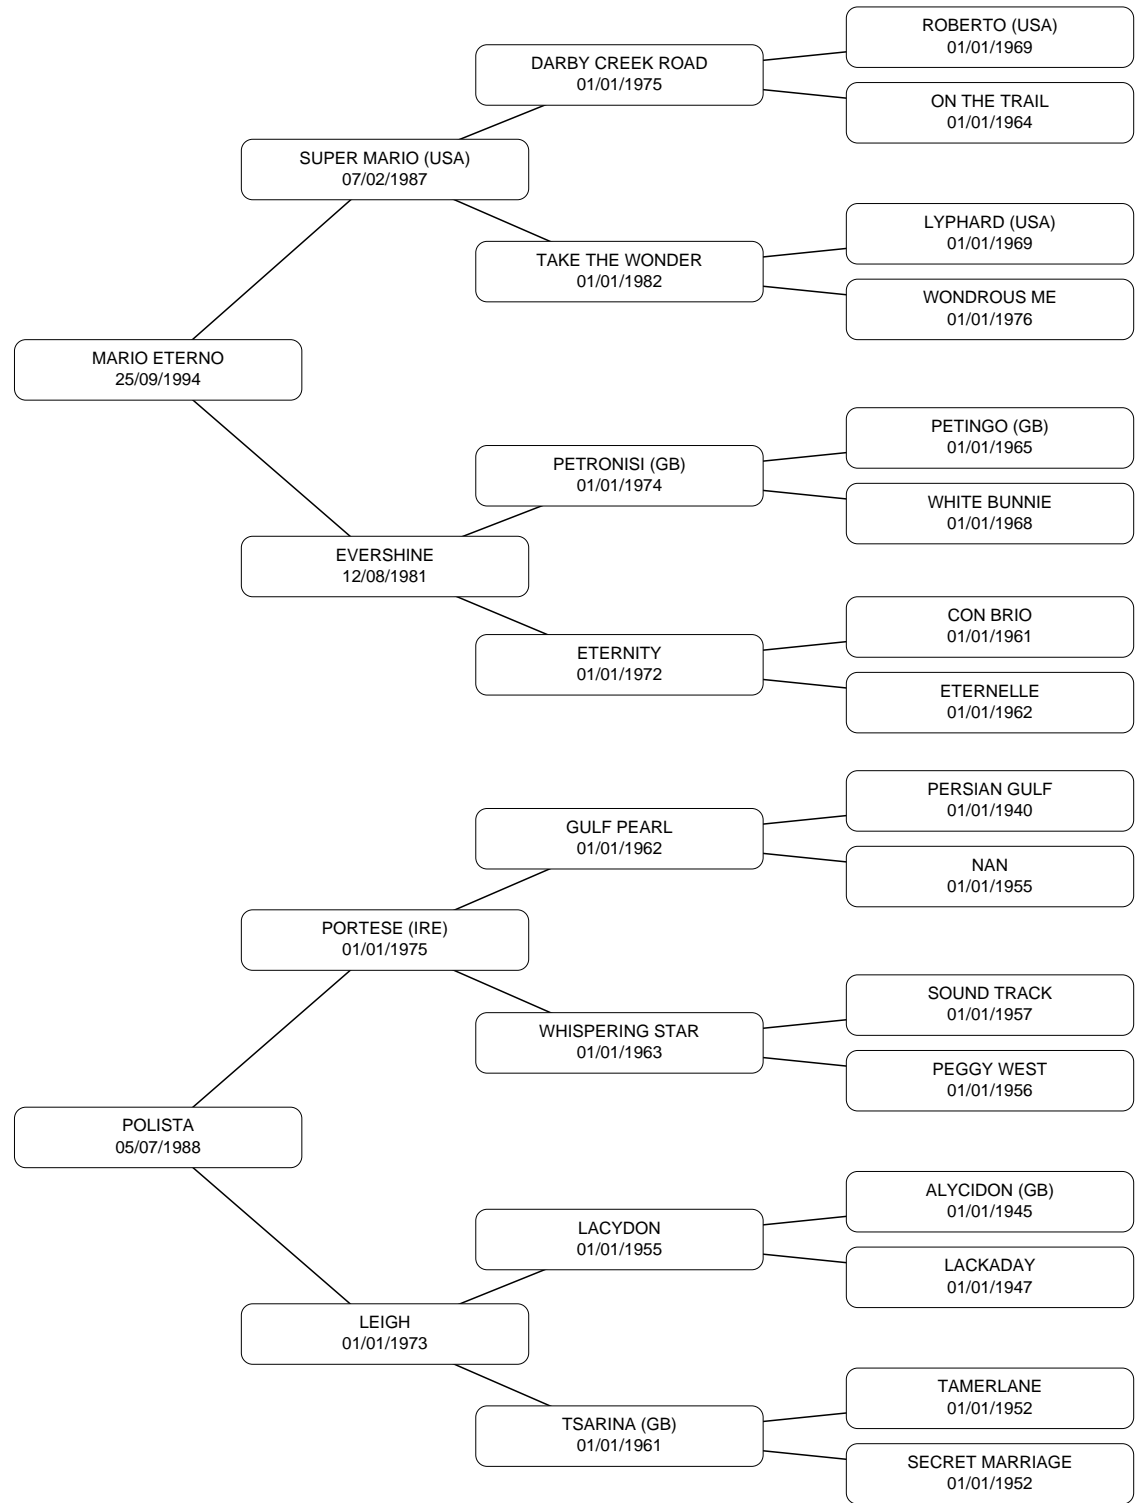 ROBERTO (USA)
01/01/1969
DARBY CREEK ROAD
01/01/1975
ON THE TRAIL
01/01/1964
SUPER MARIO (USA)
07/02/1987
LYPHARD (USA)
01/01/1969
TAKE THE WONDER
01/01/1982
WONDROUS ME
01/01/1976
MARIO ETERNO
25/09/1994
PETINGO (GB)
01/01/1965
PETRONISI (GB)
01/01/1974
WHITE BUNNIE
01/01/1968
EVERSHINE
12/08/1981
CON BRIO
01/01/1961
ETERNITY
01/01/1972
ETERNELLE
01/01/1962
PERSIAN GULF
01/01/1940
GULF PEARL
01/01/1962
NAN
01/01/1955
PORTESE (IRE)
01/01/1975
SOUND TRACK
01/01/1957
WHISPERING STAR
01/01/1963
PEGGY WEST
01/01/1956
POLISTA
05/07/1988
ALYCIDON (GB)
01/01/1945
LACYDON
01/01/1955
LACKADAY
01/01/1947
LEIGH
01/01/1973
TAMERLANE
01/01/1952
TSARINA (GB)
01/01/1961
SECRET MARRIAGE
01/01/1952